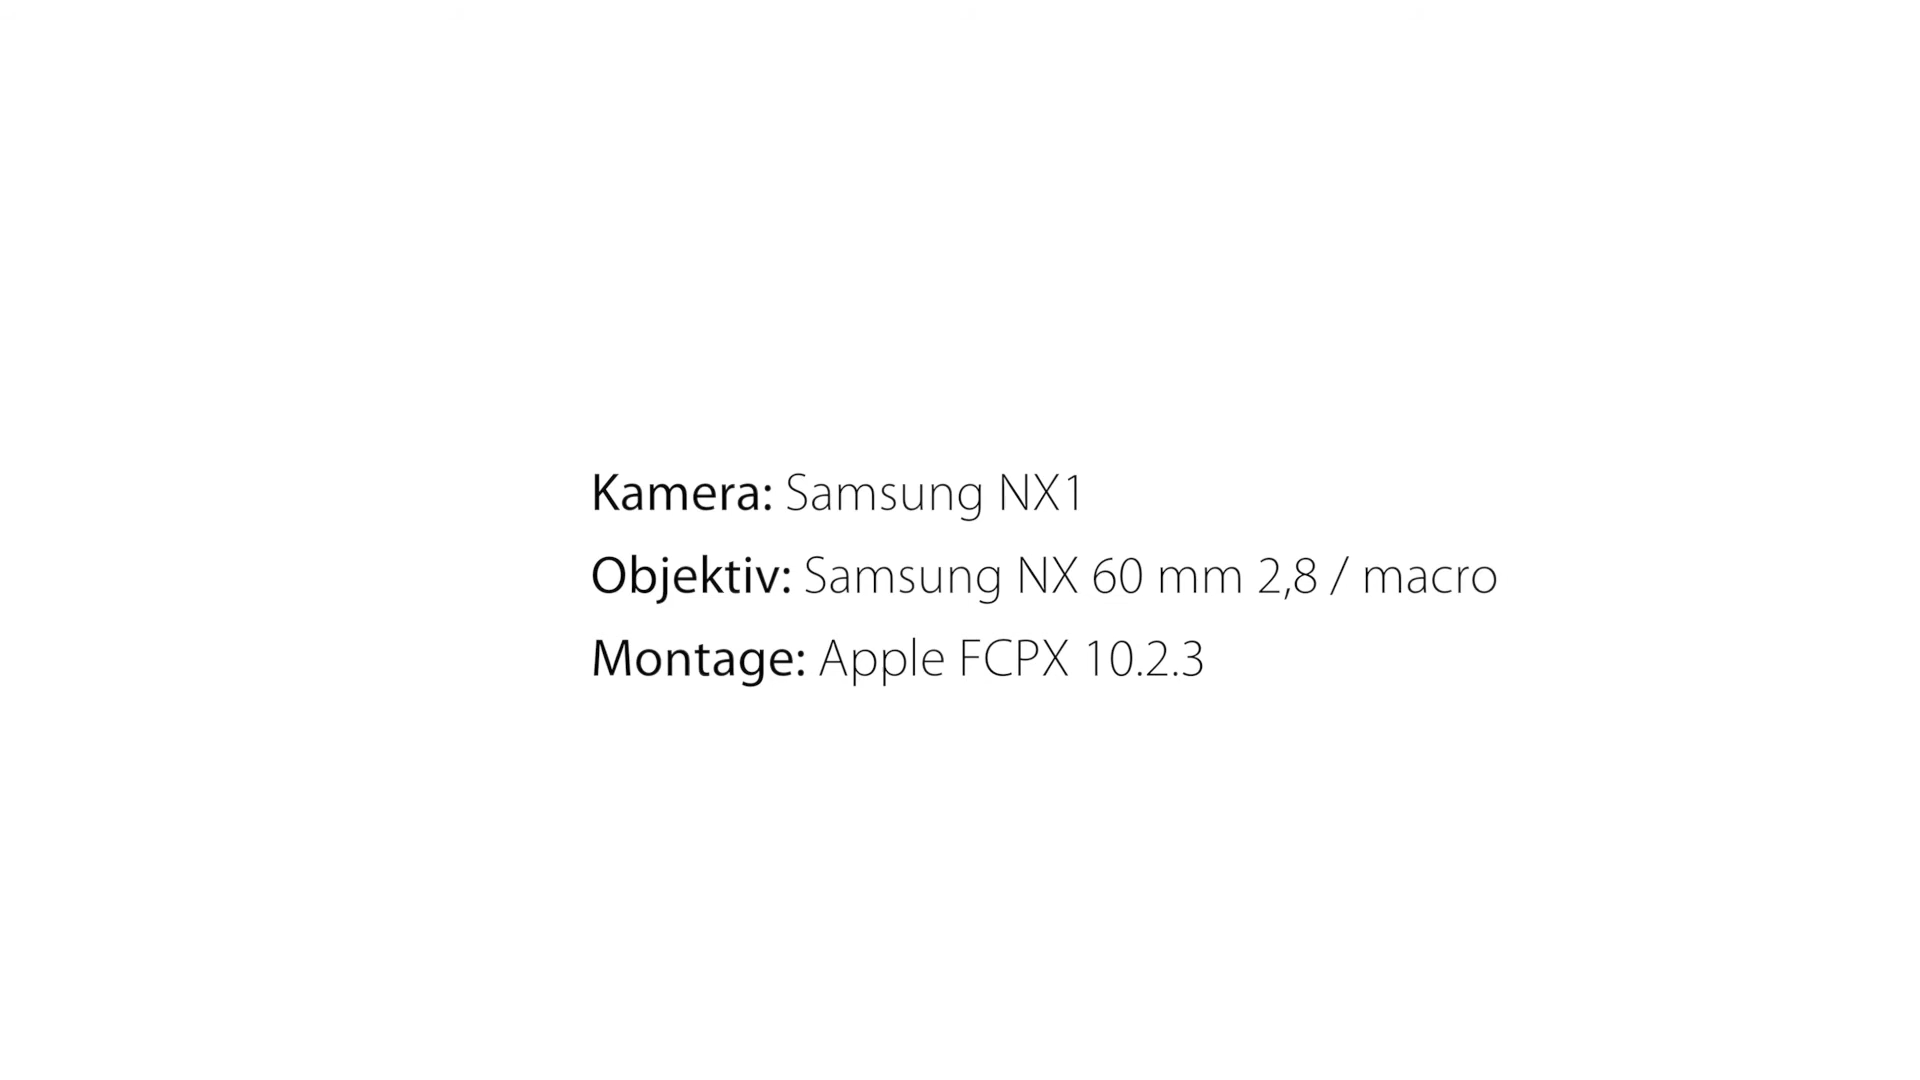 Kamera: Samsung NX1
Objektiv: Samsung NX 60 mm 2,8 / macro
Montage: Apple FCPX 10.2.3